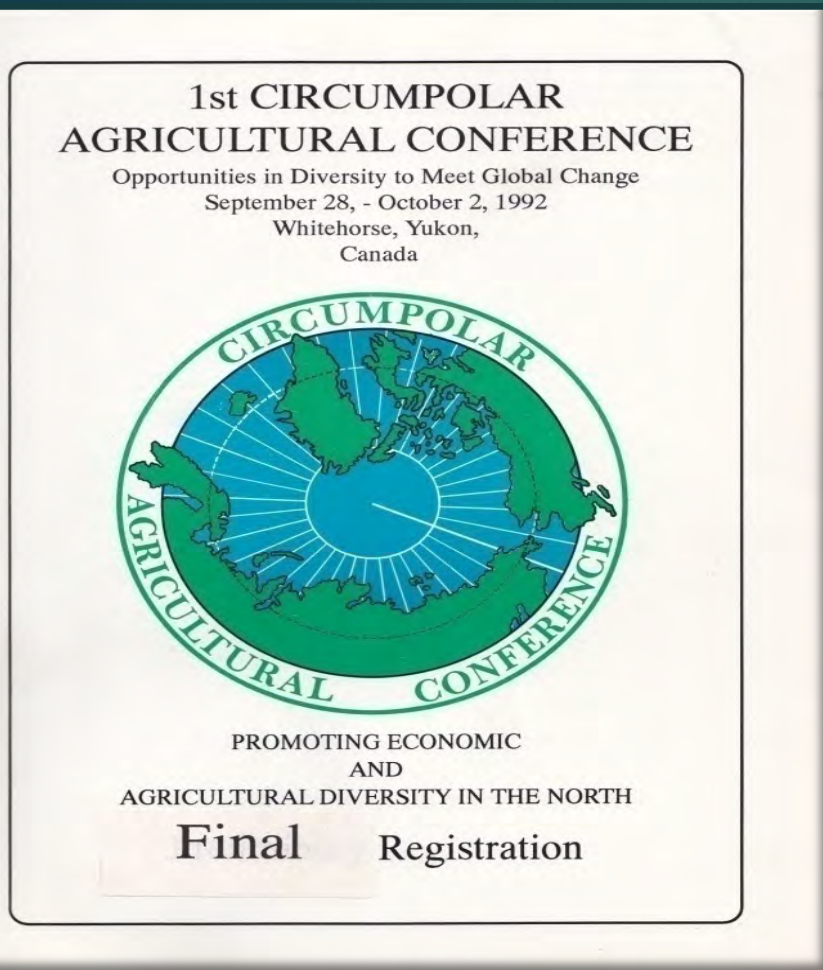 1st CIRCUMPOLAR
AGRICULTURAL CONFERENCE
Opportunities in Diversity to Meet Global Change
September 28, - October 2, 1992
Whitehorse, Yukon,
Canada
CIRCUMPOLAR
AGRICULTURAL CONFERENCE
PROMOTING ECONOMIC
AND
AGRICULTURAL DIVERSITY IN THE NORTH
Final Registration